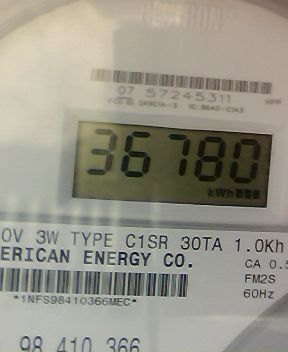 07 57245311
36780
kWh
0V 3W TYPE C1SR 30TA 1.0Kh
ERICAN ENERGY CO.
CA 0.5
FM2S
60Hz
*1NFS98410366MEC*
98 410 366